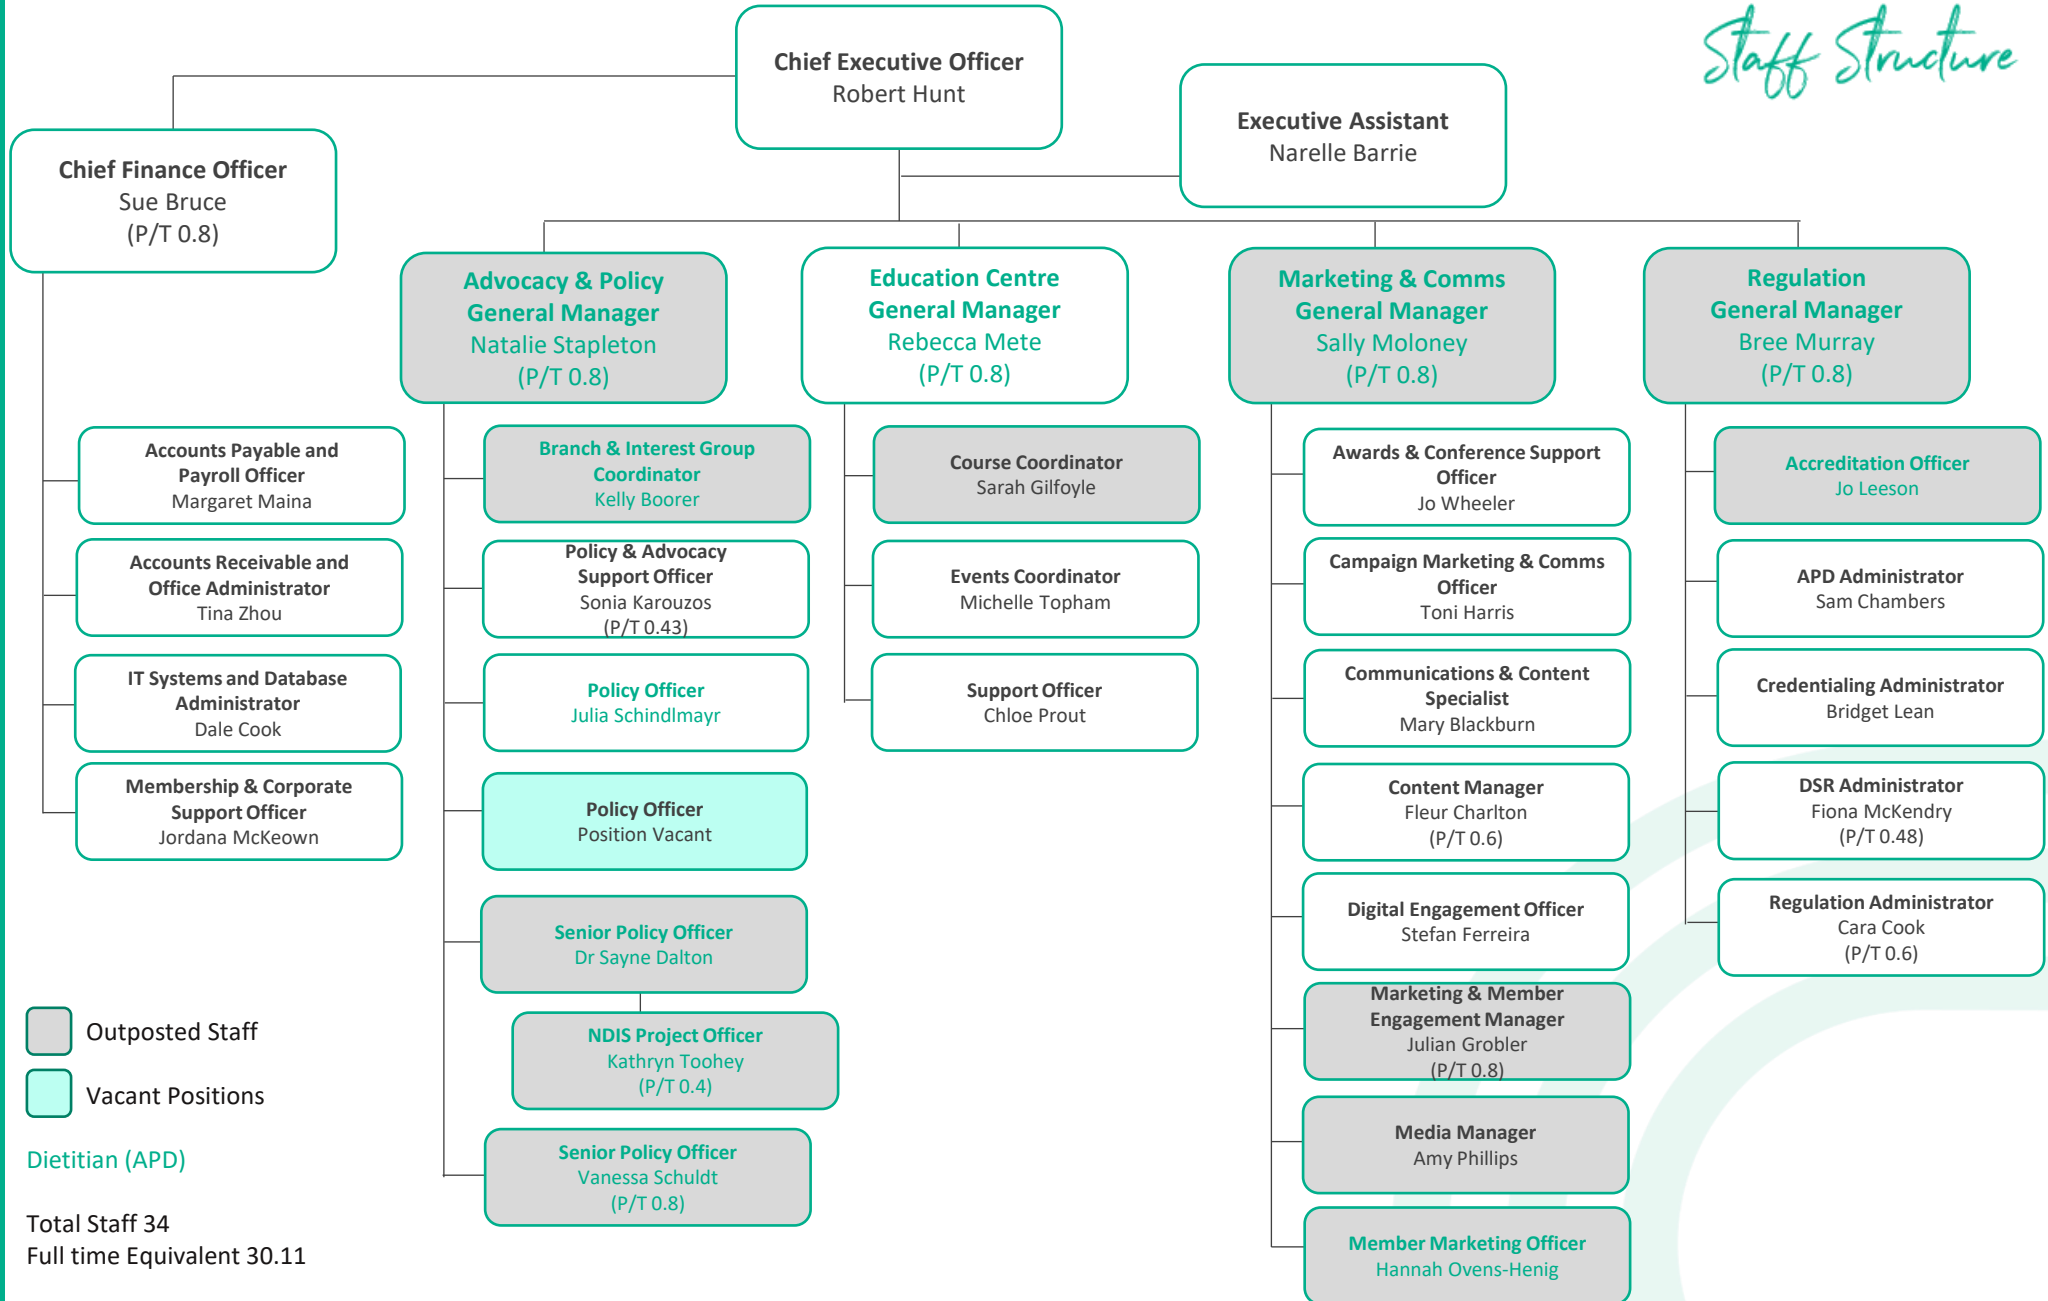 Staff Structure
Chief Executive Officer
Robert Hunt
Executive Assistant
Narelle Barrie
Chief Finance Officer
Sue Bruce
(P/T 0.8)
Accounts Payable and
Payroll Officer
Margaret Maina
Accounts Receivable and
Office Administrator
Tina Zhou
IT Systems and Database
Administrator
Dale Cook
Membership & Corporate
Support Officer
Jordana McKeown
Advocacy & Policy
General Manager
Natalie Stapleton
(P/T 0.8)
Branch & Interest Group
Coordinator
Kelly Boorer
Policy & Advocacy
Support Officer
Sonia Karouzos
(P/T 0.43)
Policy Officer
Julia Schindlmayr
Policy Officer
Position Vacant
Senior Policy Officer
Dr Sayne Dalton
NDIS Project Officer
Kathryn Toohey
(P/T 0.4)
Senior Policy Officer
Vanessa Schuldt
(P/T 0.8)
Education Centre
General Manager
Rebecca Mete
(P/T 0.8)
Course Coordinator
Sarah Gilfoyle
Events Coordinator
Michelle Topham
Support Officer
Chloe Prout
Marketing & Comms
General Manager
Sally Moloney
(P/T 0.8)
Awards & Conference Support
Officer
Jo Wheeler
Campaign Marketing & Comms
Officer
Toni Harris
Communications & Content
Specialist
Mary Blackburn
Content Manager
Fleur Charlton
(P/T 0.6)
Digital Engagement Officer
Stefan Ferreira
Marketing & Member
Engagement Manager
Julian Grobler
(P/T 0.8)
Media Manager
Amy Phillips
Member Marketing Officer
Hannah Ovens-Henig
Regulation
General Manager
Bree Murray
(P/T 0.8)
Accreditation Officer
Jo Leeson
APD Administrator
Sam Chambers
Credentialing Administrator
Bridget Lean
DSR Administrator
Fiona McKendry
(P/T 0.48)
Regulation Administrator
Cara Cook
(P/T 0.6)
Outposted Staff
Vacant Positions
Dietitian (APD)
Total Staff 34
Full time Equivalent 30.11